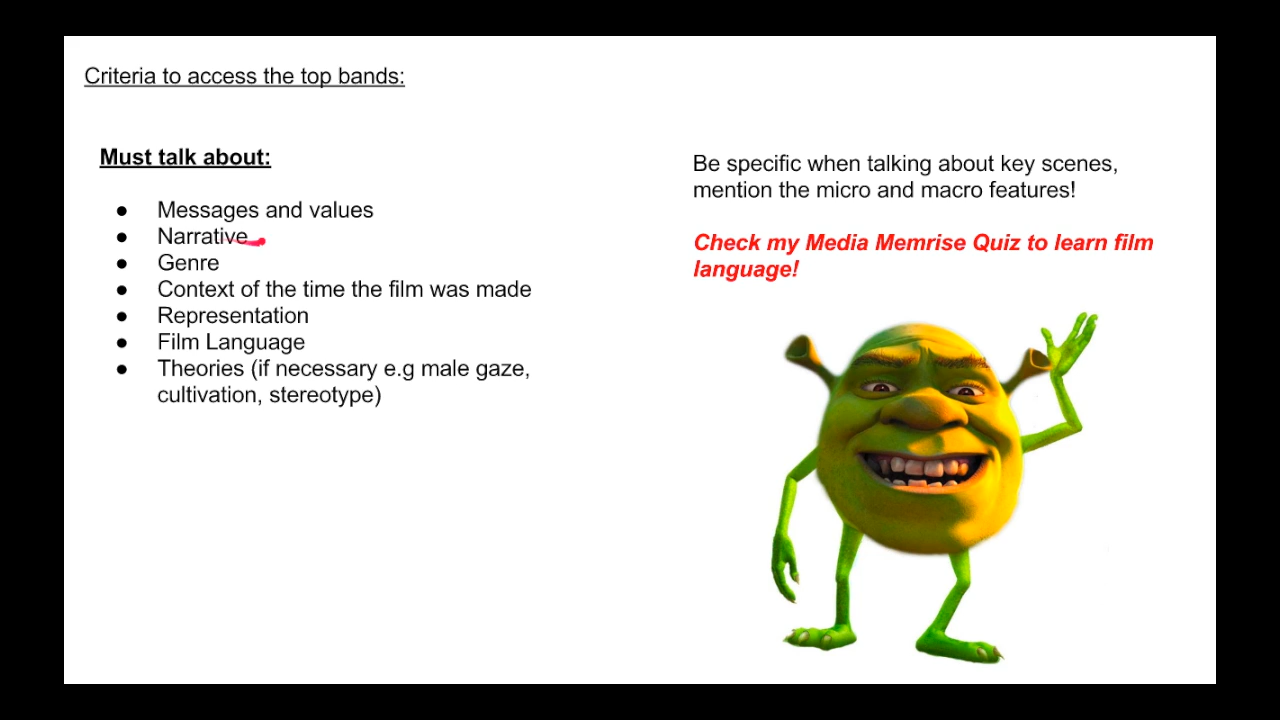 Criteria to access the top bands:
Must talk about:
● Messages and values
● Narrative
● Genre
● Context of the time the film was made
● Representation
● Film Language
● Theories (if necessary e.g male gaze,
cultivation, stereotype)
Be specific when talking about key scenes,
mention the micro and macro features!
Check my Media Memrise Quiz to learn film
language!